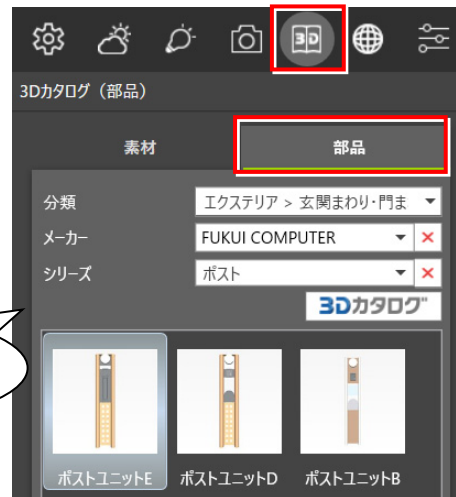 3D
3Dカタログ（部品）
素材 部品
分類 エクステリア > 玄関まわり・門ま
メーカー FUKUI COMPUTER
シリーズ ポスト
3Dカタログ
ポストユニットE ポストユニットD ポストユニットB